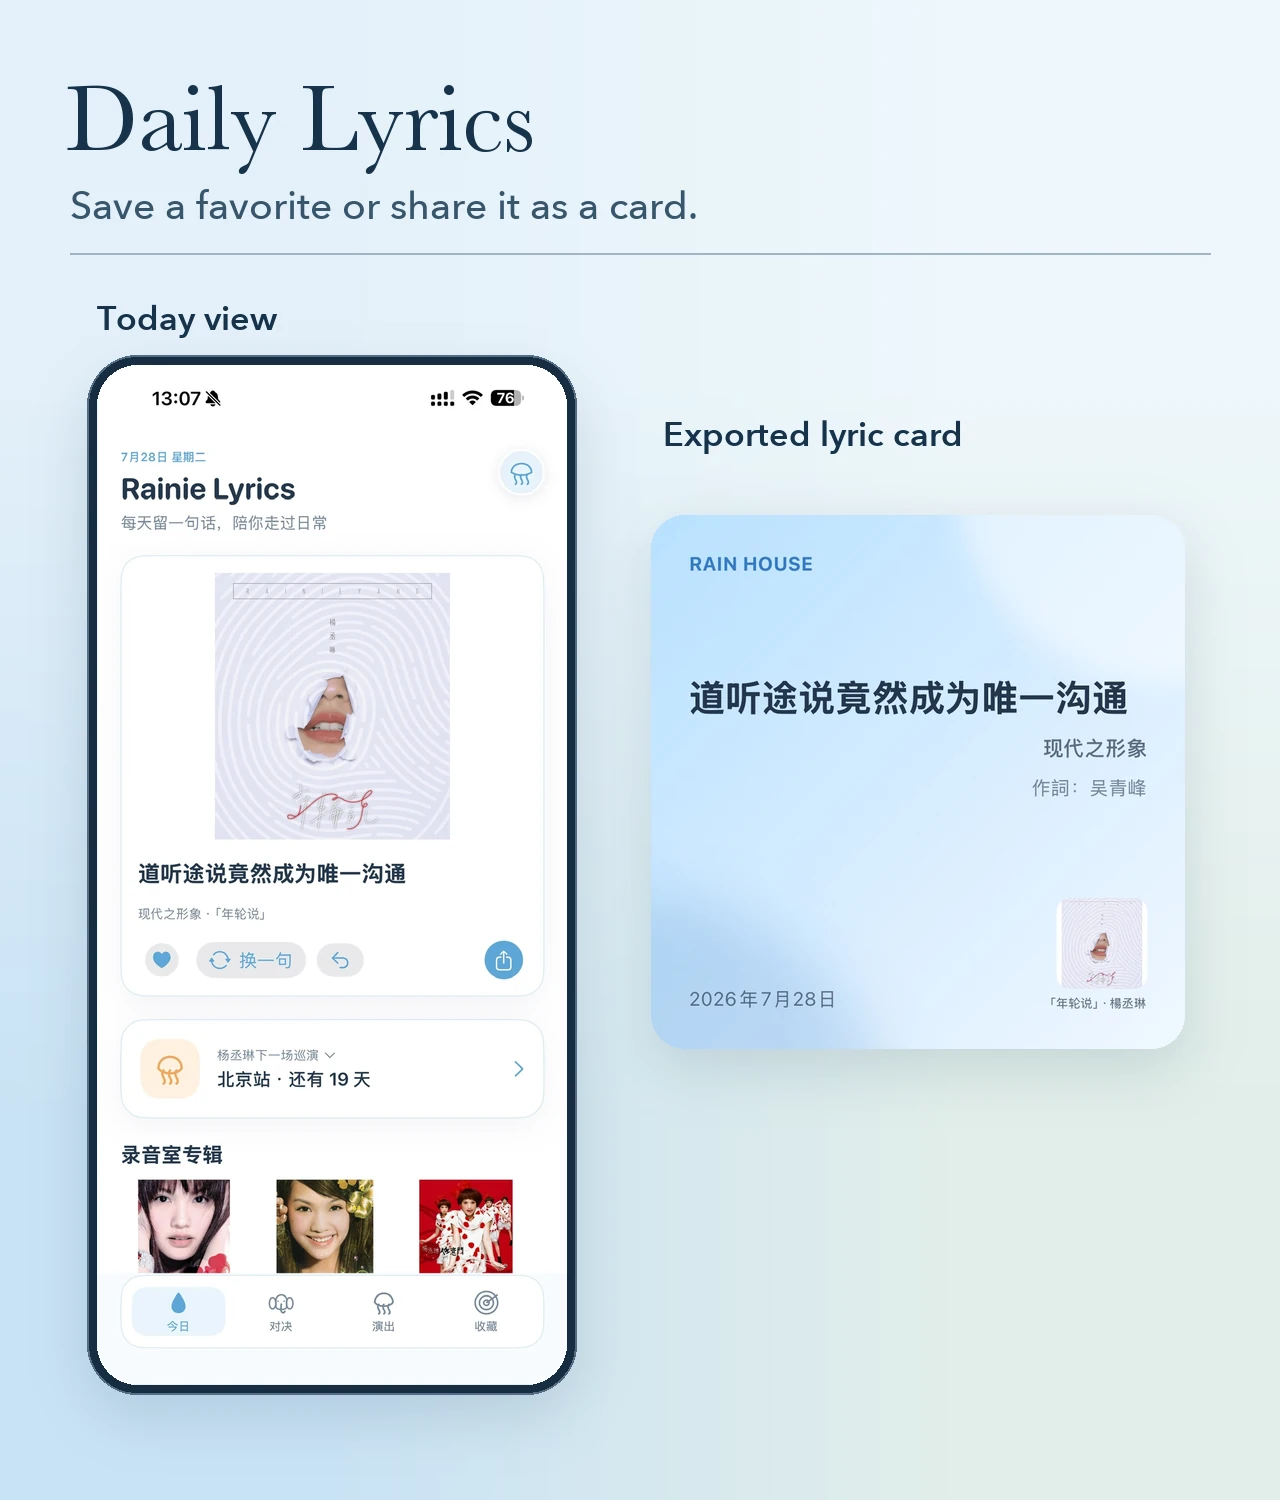 Daily Lyrics
Save a favorite or share it as a card.
Today view
13:07
76
7月28日 星期二
Rainie Lyrics
每天留一句话，陪你走过日常
R A I N I E Y A N G
楊
丞
琳
年輪說
道听途说竟然成为唯一沟通
现代之形象 ·「年轮说」
换一句
杨丞琳下一场巡演
北京站 · 还有 19 天
录音室专辑
今日
对决
演出
收藏
Exported lyric card
RAIN HOUSE
道听途说竟然成为唯一沟通
现代之形象
作詞：吴青峰
2026年7月28日
「年轮说」· 楊丞琳